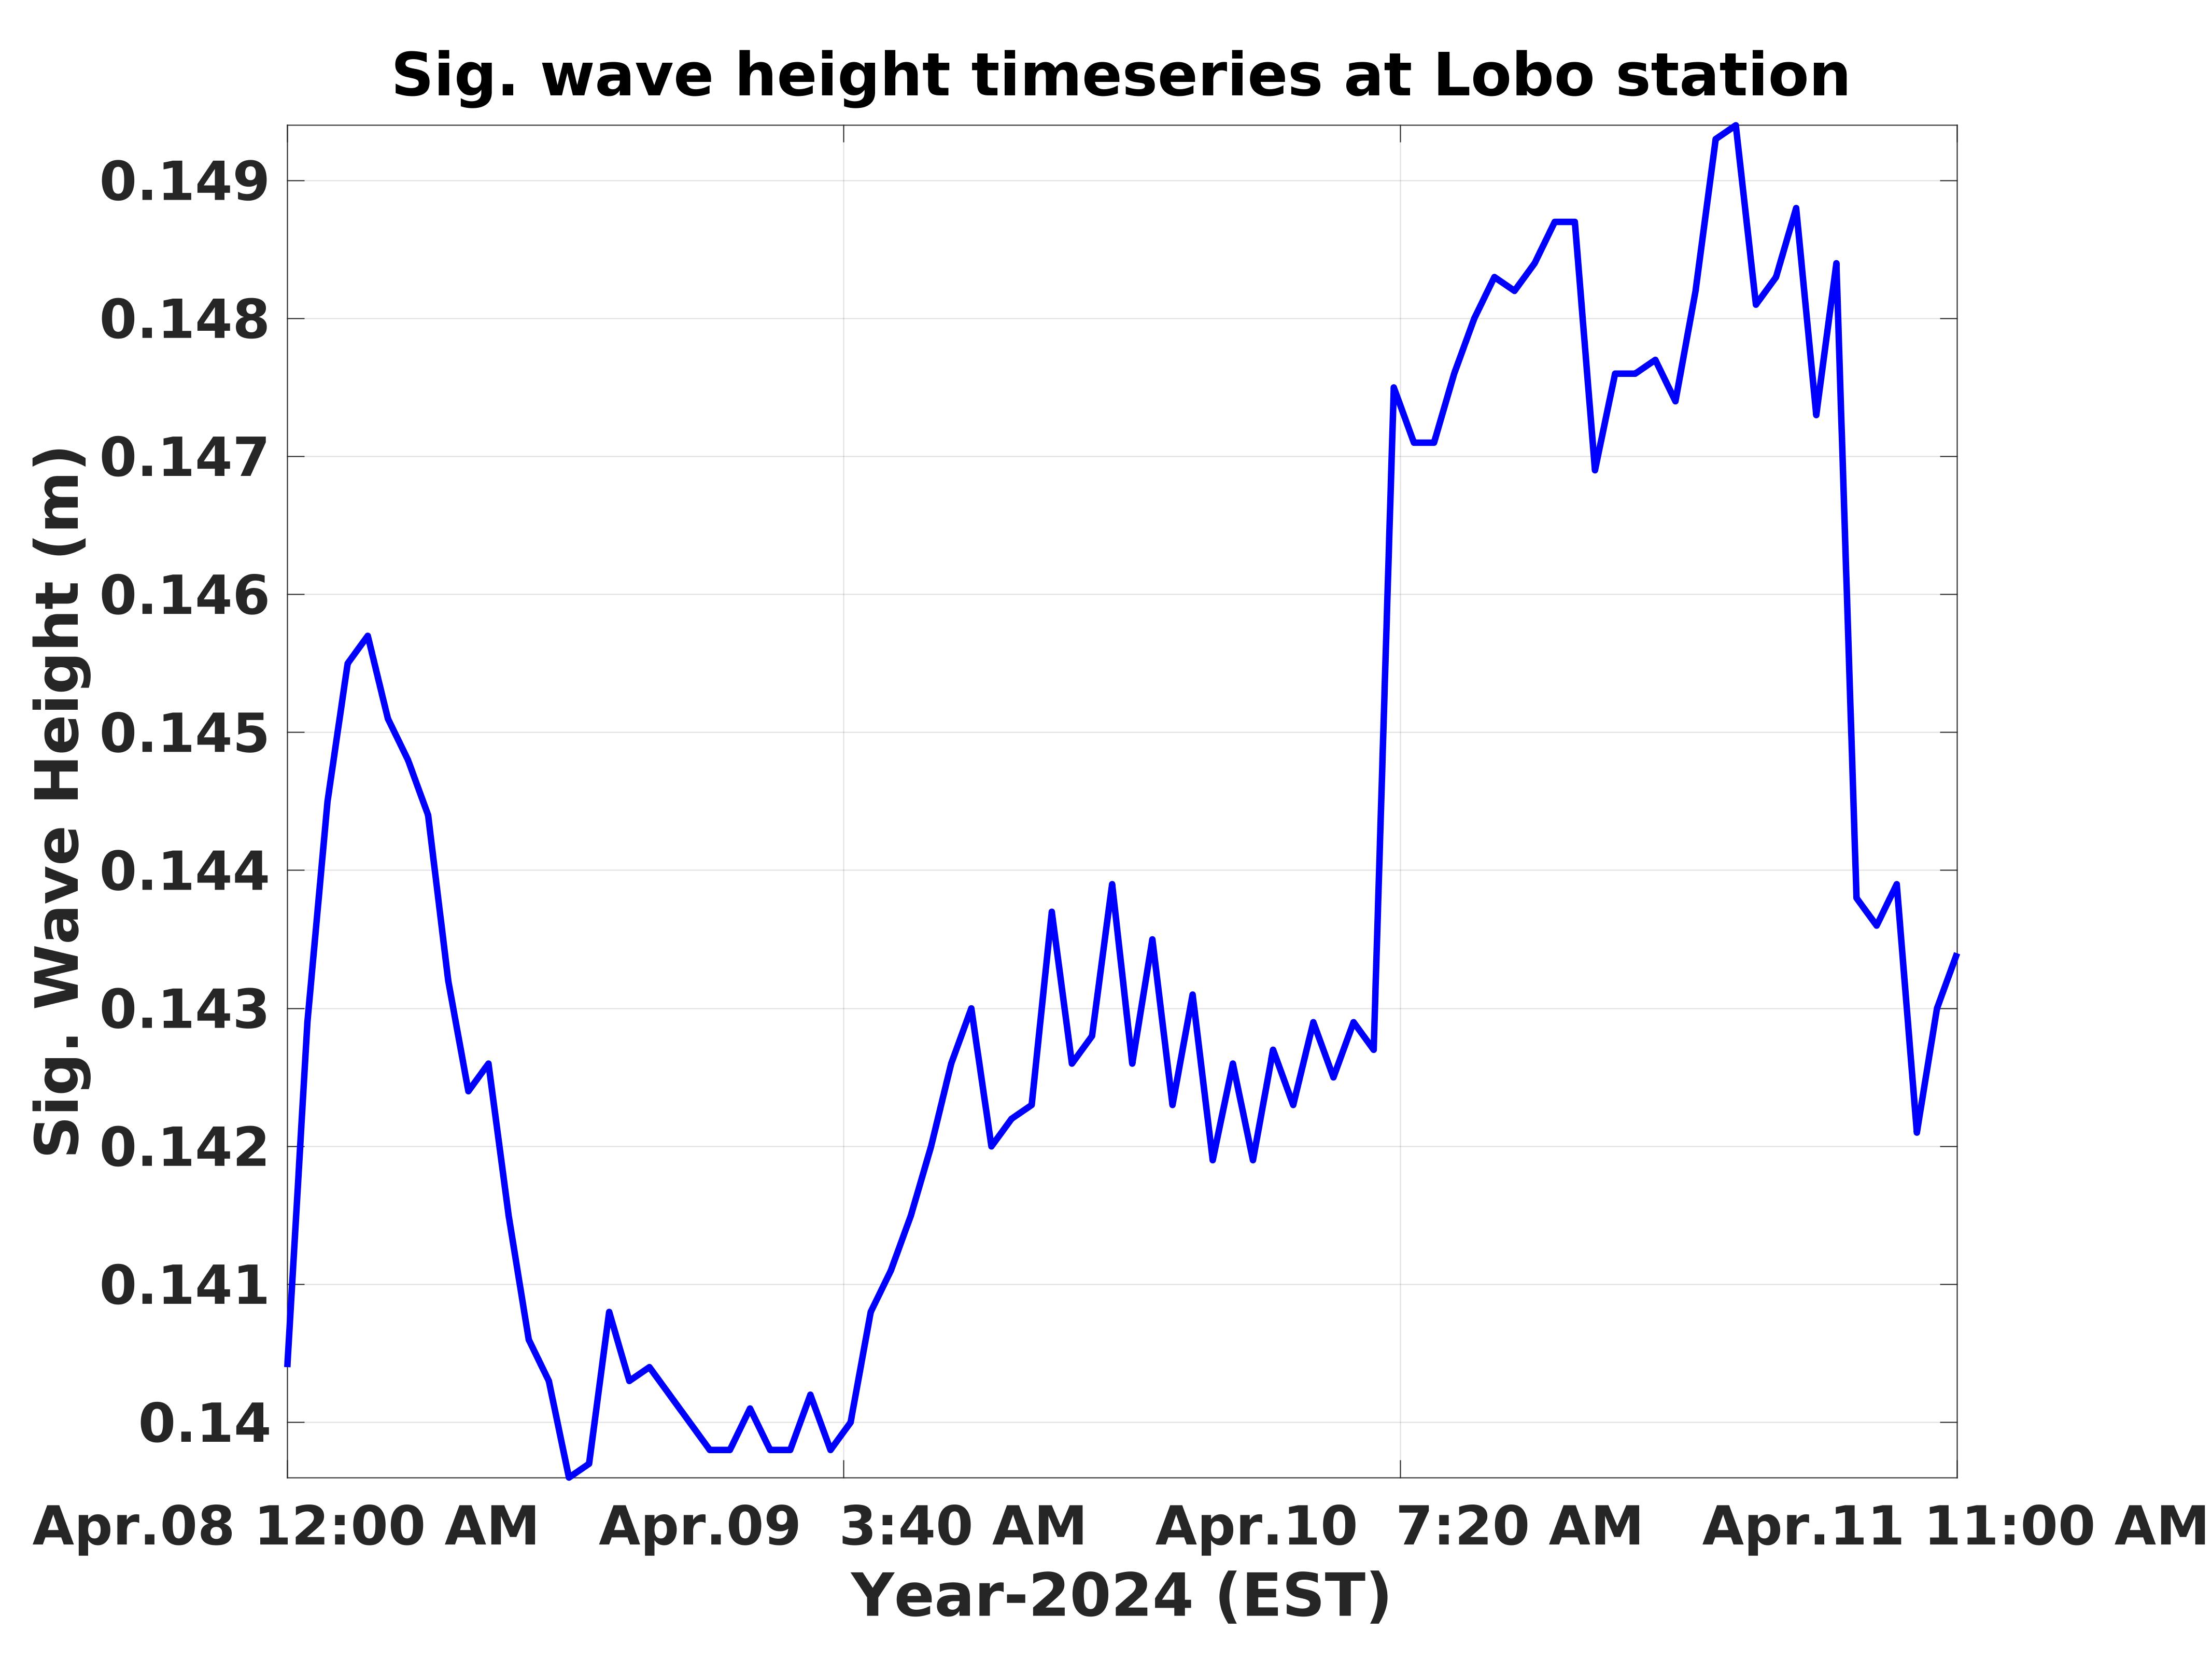 Sig. wave height timeseries at Lobo station
Sig. Wave Height (m)
0.149
0.148
0.147
0.146
0.145
0.144
0.143
0.142
0.141
0.14
Apr.08 12:00 AM Apr.09 3:40 AM Apr.10 7:20 AM Apr.11 11:00 AM
Year-2024 (EST)